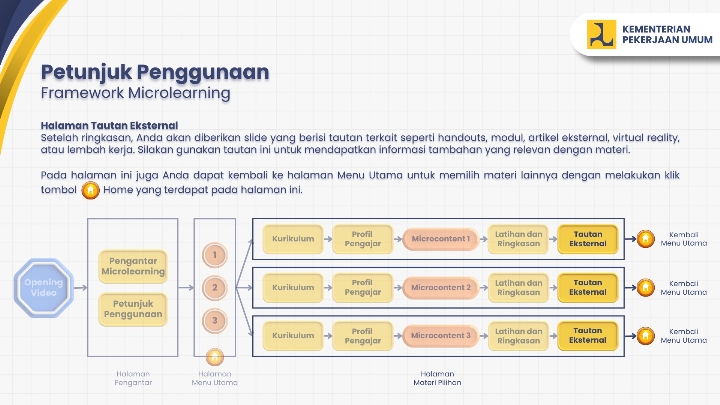 KEMENTERIAN
PEKERJAAN UMUM
Petunjuk Penggunaan
Framework Microlearning
Halaman Tautan Eksternal
Setelah ringkasan, Anda akan diberikan slide yang berisi tautan terkait seperti handouts, modul, artikel eksternal, virtual reality,
atau lembah kerja. Silakan gunakan tautan ini untuk mendapatkan informasi tambahan yang relevan dengan materi.
Pada halaman ini juga Anda dapat kembali ke halaman Menu Utama untuk memilih materi lainnya dengan melakukan klik
tombol Home yang terdapat pada halaman ini.
Opening
Video
Pengantar
Microlearning
Petunjuk
Penggunaan
Halaman
Pengantar
1
2
3
Halaman
Menu Utama
Kurikulum
Profil
Pengajar
Microcontent 1
Latihan dan
Ringkasan
Tautan
Eksternal
Kembali
Menu Utama
Kurikulum
Profil
Pengajar
Microcontent 2
Latihan dan
Ringkasan
Tautan
Eksternal
Kembali
Menu Utama
Kurikulum
Profil
Pengajar
Microcontent 3
Latihan dan
Ringkasan
Tautan
Eksternal
Kembali
Menu Utama
Halaman
Materi Pilihan